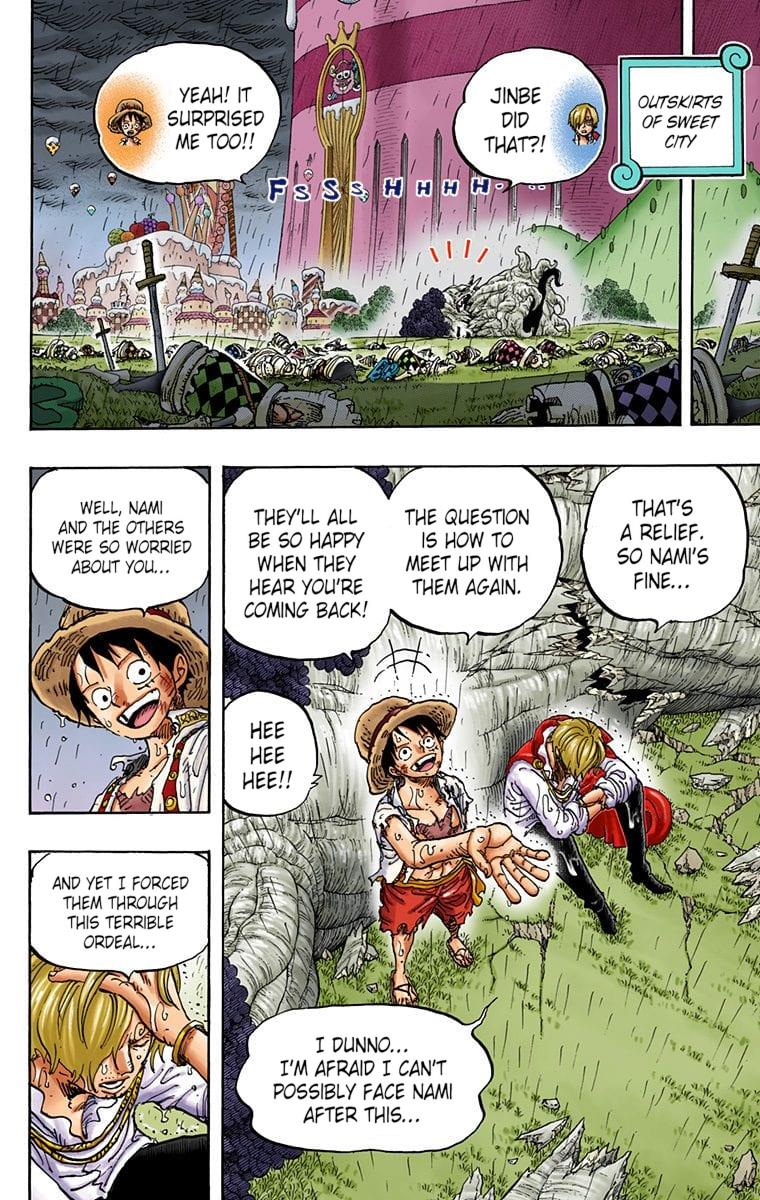 OUTSKIRTS
OF SWEET
CITY
JINBE
DID
THAT?!
YEAH! IT
SURPRISED
ME TOO!!
FSSSHHHHH
THAT'S
A RELIEF.
SO NAMI'S
FINE...
THE QUESTION
IS HOW TO
MEET UP WITH
THEM AGAIN.
THEY'LL ALL
BE SO HAPPY
WHEN THEY
HEAR YOU'RE
COMING BACK!
HEE
HEE
HEE!!
I DUNNO...
I'M AFRAID I CAN'T
POSSIBLY FACE NAMI
AFTER THIS...
WELL, NAMI
AND THE OTHERS
WERE SO WORRIED
ABOUT YOU...
AND YET I FORCED
THEM THROUGH
THIS TERRIBLE
ORDEAL...